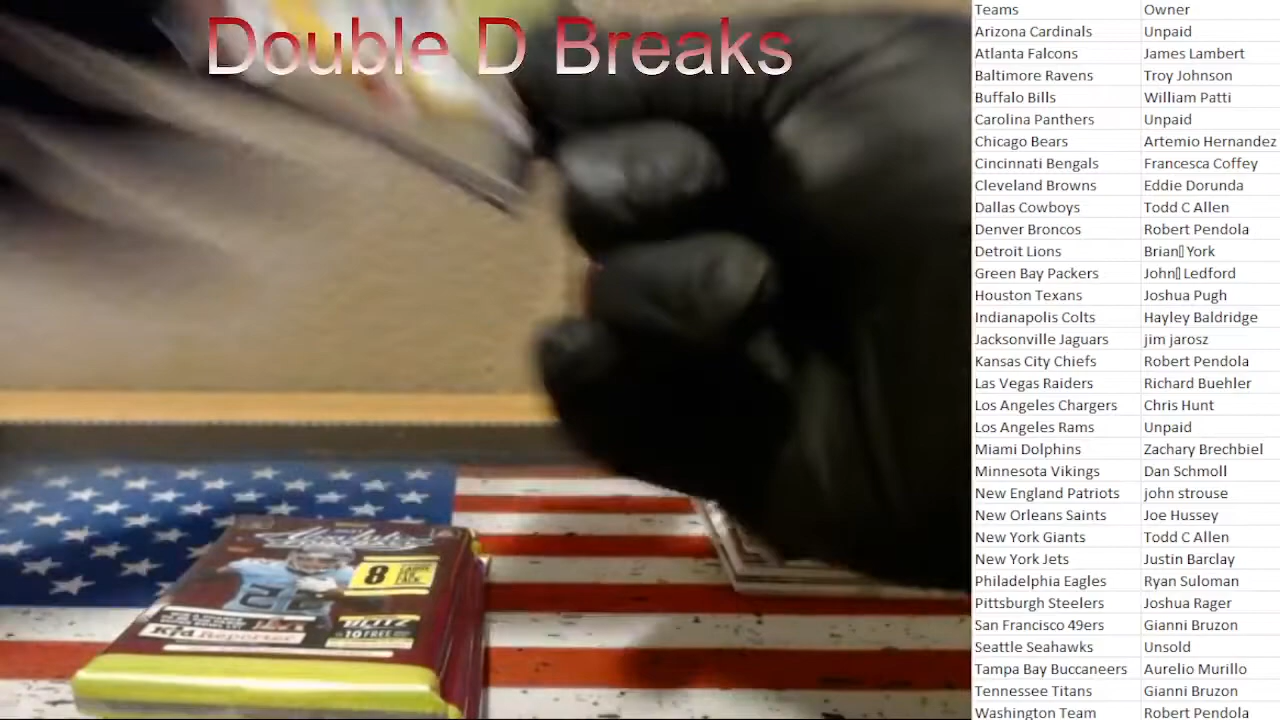 Double D Breaks
Teams Owner
Arizona Cardinals Unpaid
Atlanta Falcons James Lambert
Baltimore Ravens Troy Johnson
Buffalo Bills William Patti
Carolina Panthers Unpaid
Chicago Bears Artemio Hernandez
Cincinnati Bengals Francesca Coffey
Cleveland Browns Eddie Dorunda
Dallas Cowboys Todd C Allen
Denver Broncos Robert Pendola
Detroit Lions Brian▯York
Green Bay Packers John▯Ledford
Houston Texans Joshua Pugh
Indianapolis Colts Hayley Baldridge
Jacksonville Jaguars jim jarosz
Kansas City Chiefs Robert Pendola
Las Vegas Raiders Richard Buehler
Los Angeles Chargers Chris Hunt
Los Angeles Rams Unpaid
Miami Dolphins Zachary Brechbiel
Minnesota Vikings Dan Schmoll
New England Patriots john strouse
New Orleans Saints Joe Hussey
New York Giants Todd C Allen
New York Jets Justin Barclay
Philadelphia Eagles Ryan Suloman
Pittsburgh Steelers Joshua Rager
San Francisco 49ers Gianni Bruzon
Seattle Seahawks Unsold
Tampa Bay Buccaneers Aurelio Murillo
Tennessee Titans Gianni Bruzon
Washington Team Robert Pendola
Absolute
8
BLITZ
Kid Reporter
10 FREE